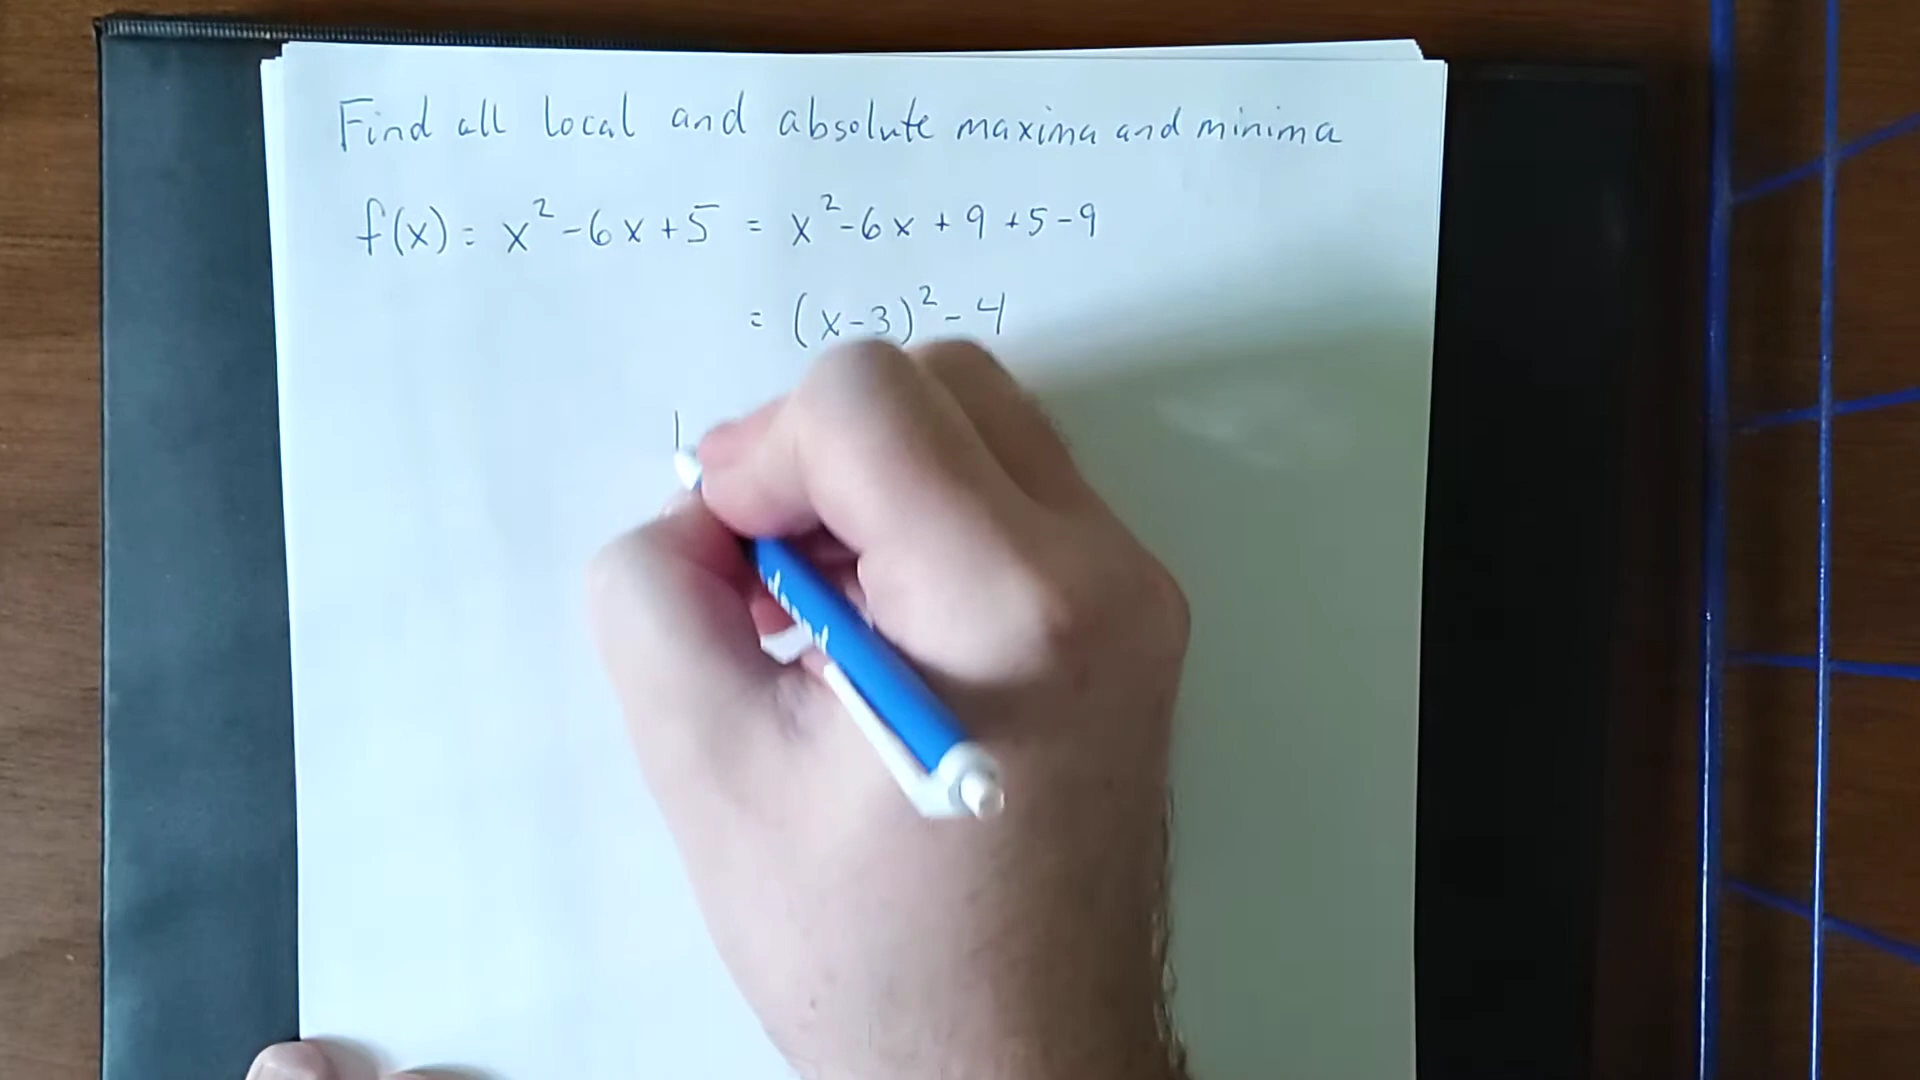 Find all local and absolute maxima and minima
f(x) = x² - 6x + 5 = x² - 6x + 9 + 5 - 9
= (x - 3)² - 4